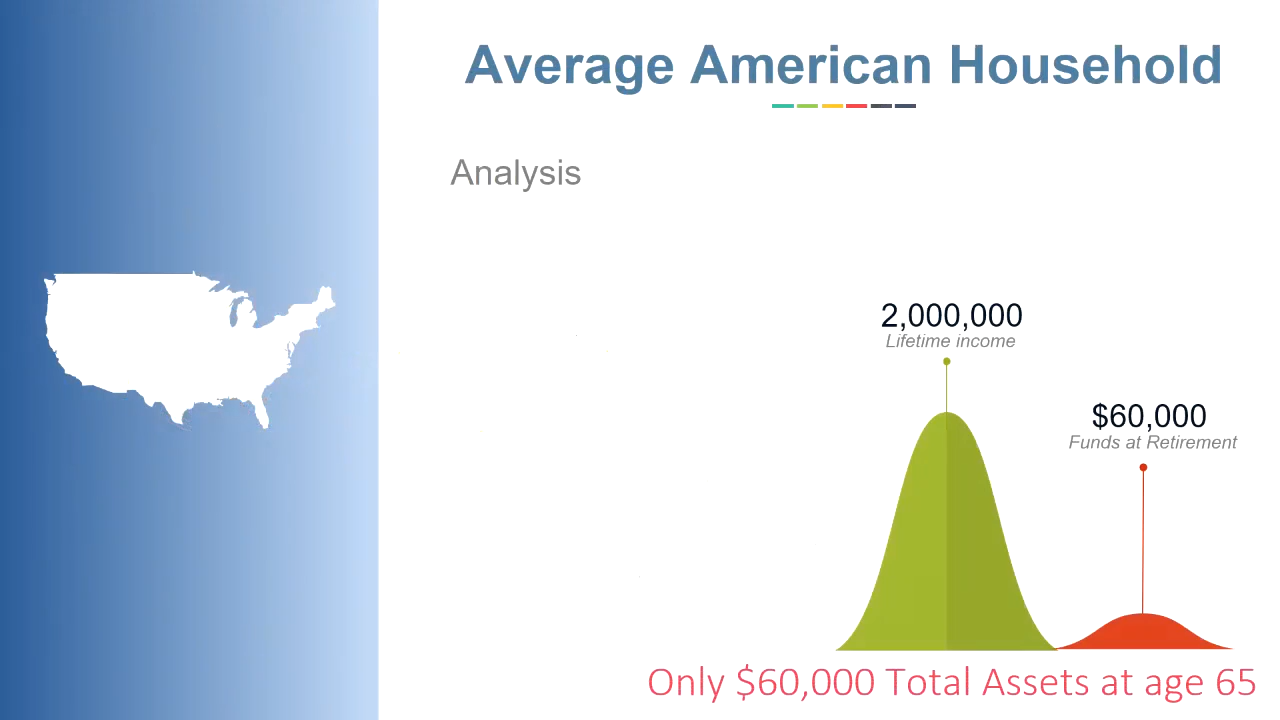 Average American Household
Analysis
2,000,000
Lifetime income
$60,000
Funds at Retirement
Only $60,000 Total Assets at age 65